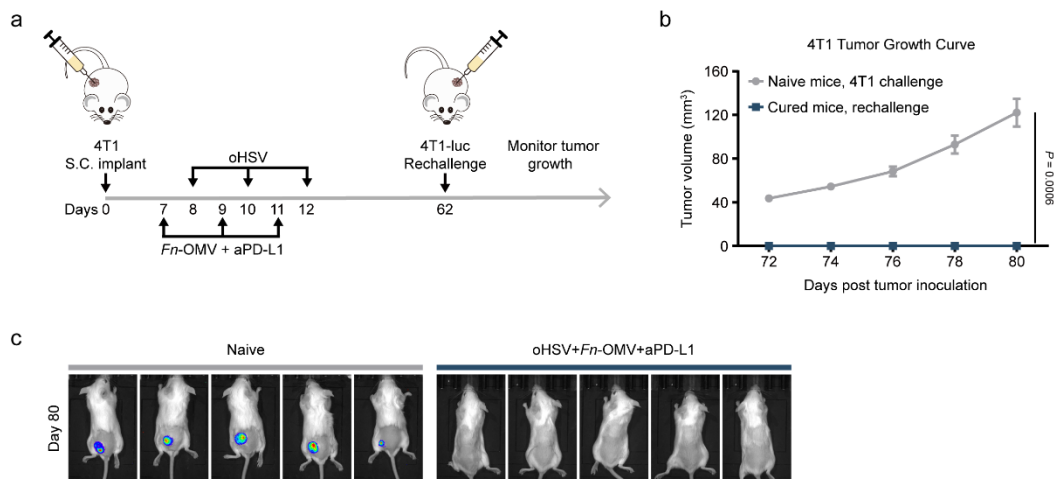 a
4T1
S.C. implant
oHSV
4T1-luc
Rechallenge
Monitor tumor
growth
Days 0 7 8 9 10 11 12 62
Fn-OMV + aPD-L1
b
4T1 Tumor Growth Curve
Naive mice, 4T1 challenge
Cured mice, rechallenge
Tumor volume (mm³)
160
120
80
40
0
72 74 76 78 80
Days post tumor inoculation
P = 0.0006
c
Naive
oHSV+Fn-OMV+aPD-L1
Day 80